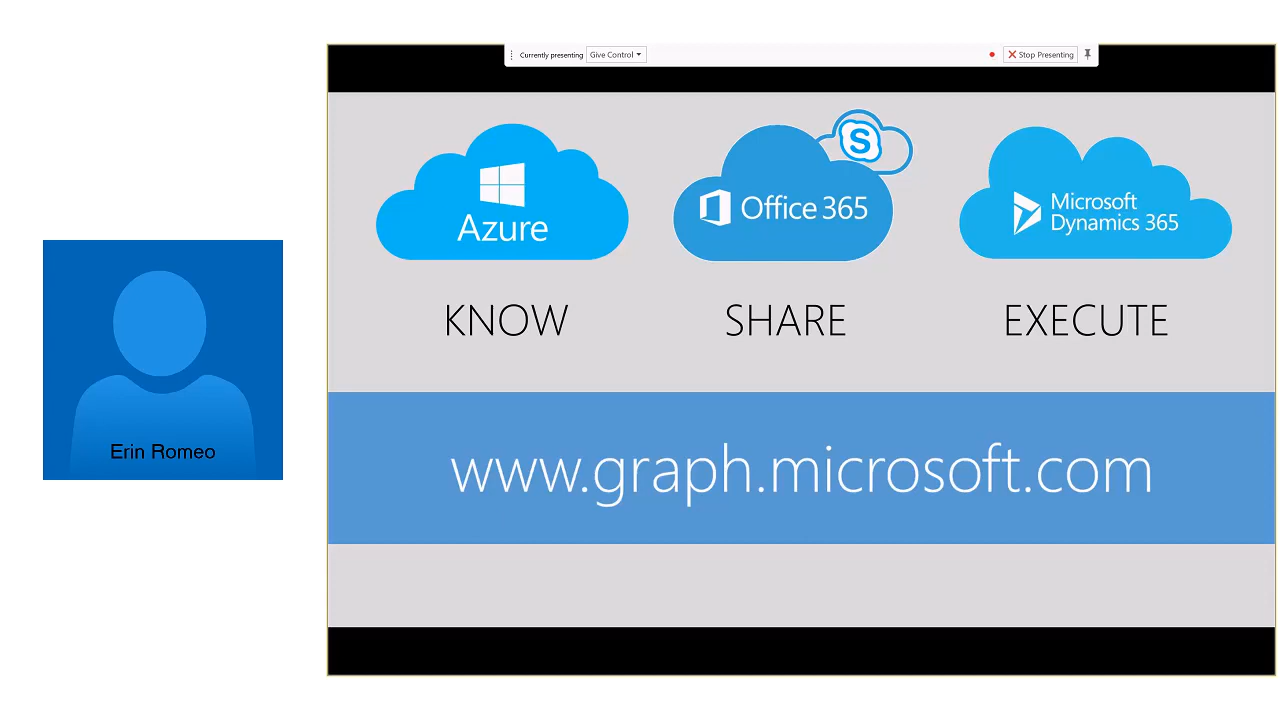 Currently presenting Give Control Stop Presenting
Azure
S
Office 365
Microsoft
Dynamics 365
KNOW SHARE EXECUTE
Erin Romeo
www.graph.microsoft.com